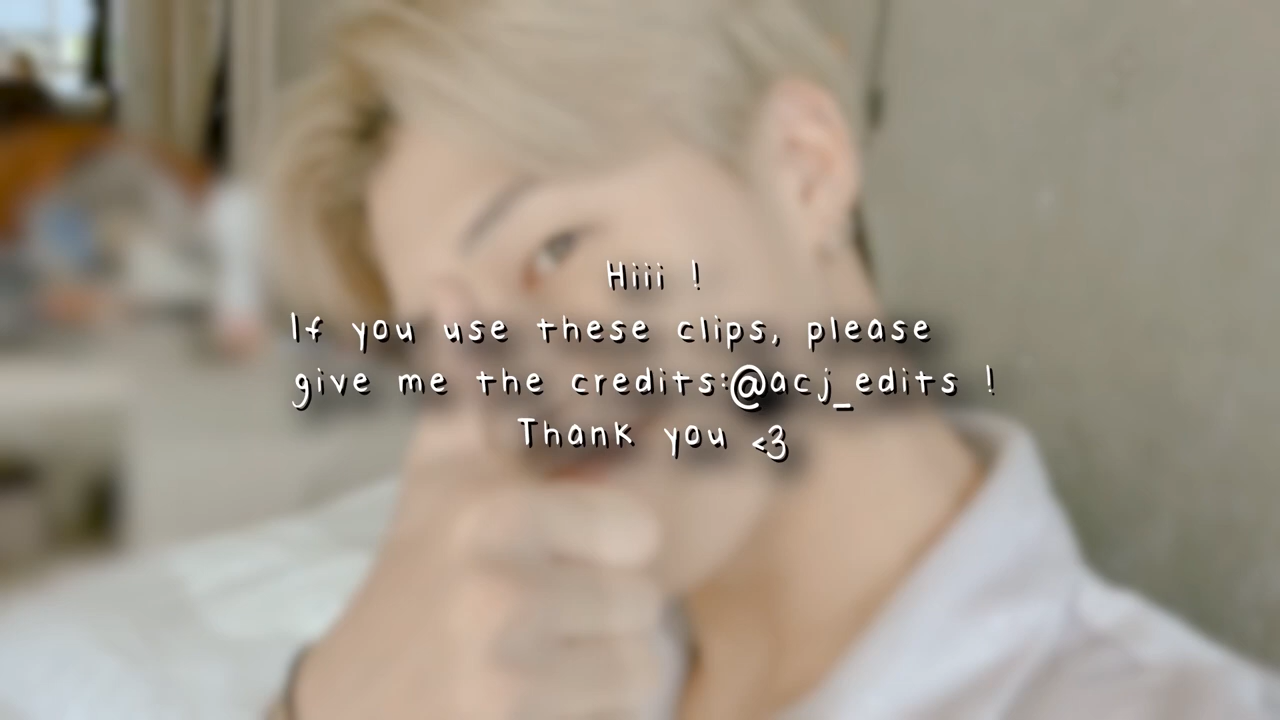 Hiii !
If you use these clips, please
give me the credits:@acj_edits !
Thank you <3